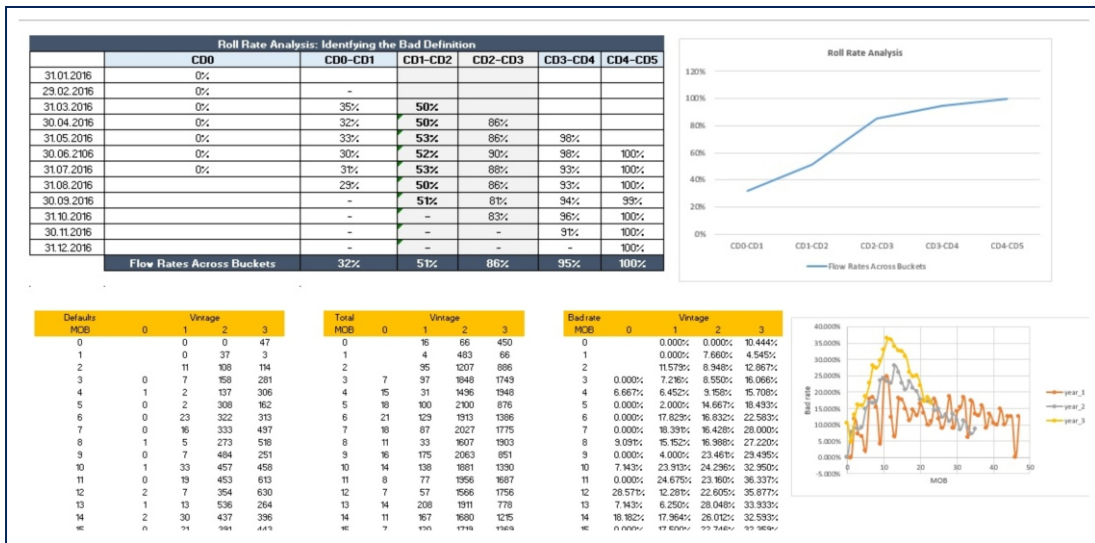 Roll Rate Analysis: Identfying the Bad Definition
CD0 CD0-CD1 CD1-CD2 CD2-CD3 CD3-CD4 CD4-CD5
31.01.2016 0%
29.02.2016 0% -
31.03.2016 0% 35% 50%
30.04.2016 0% 32% 50% 86%
31.05.2016 0% 33% 53% 86% 98%
30.06.2106 0% 30% 52% 90% 98% 100%
31.07.2016 0% 31% 53% 88% 93% 100%
31.08.2016 29% 50% 86% 93% 100%
30.09.2016 - 51% 81% 94% 99%
31.10.2016 - - 83% 96% 100%
30.11.2016 - - - 91% 100%
31.12.2016 - - - - 100%
Flow Rates Across Buckets 32% 51% 86% 95% 100%
Roll Rate Analysis
120%
100%
80%
60%
40%
20%
0%
CD0-CD1 CD1-CD2 CD2-CD3 CD3-CD4 CD4-CD5
Flow Rates Across Buckets
Defaults Vintage
MOB 0 1 2 3
0 0 0 47
1 0 37 3
2 11 108 114
3 0 7 158 281
4 1 2 137 306
5 0 2 308 162
6 0 23 322 313
7 0 16 333 497
8 1 5 273 518
9 0 7 484 251
10 1 33 457 458
11 0 19 453 613
12 2 7 354 630
13 1 13 536 264
14 2 30 437 396
15 0 21 391 443
Total Vintage
MOB 0 1 2 3
0 16 66 450
1 4 483 66
2 95 1207 886
3 7 97 1848 1749
4 15 31 1496 1948
5 18 100 2100 876
6 21 129 1913 1386
7 18 87 2027 1775
8 11 33 1607 1903
9 16 175 2063 851
10 14 138 1881 1390
11 8 77 1956 1687
12 7 57 1566 1756
13 14 208 1911 778
14 11 167 1680 1215
15 7 120 1719 1369
Bad rate Vintage
MOB 0 1 2 3
0 0.000% 0.000% 10.444%
1 0.000% 7.660% 4.545%
2 11.579% 8.948% 12.867%
3 0.000% 7.216% 8.550% 16.066%
4 6.667% 6.452% 9.158% 15.708%
5 0.000% 2.000% 14.667% 18.493%
6 0.000% 17.829% 16.832% 22.583%
7 0.000% 18.391% 16.428% 28.000%
8 9.091% 15.152% 16.988% 27.220%
9 0.000% 4.000% 23.461% 29.495%
10 7.143% 23.913% 24.296% 32.950%
11 0.000% 24.675% 23.160% 36.337%
12 28.571% 12.281% 22.605% 35.877%
13 7.143% 6.250% 28.048% 33.933%
14 18.182% 17.964% 26.012% 32.593%
15 0.000% 17.500% 22.746% 32.359%
40.000%
35.000%
30.000%
25.000%
20.000%
15.000%
10.000%
5.000%
0.000%
-5.000%
0 10 20 30 40 50
Bad rate
MOB
year_1
year_2
year_3